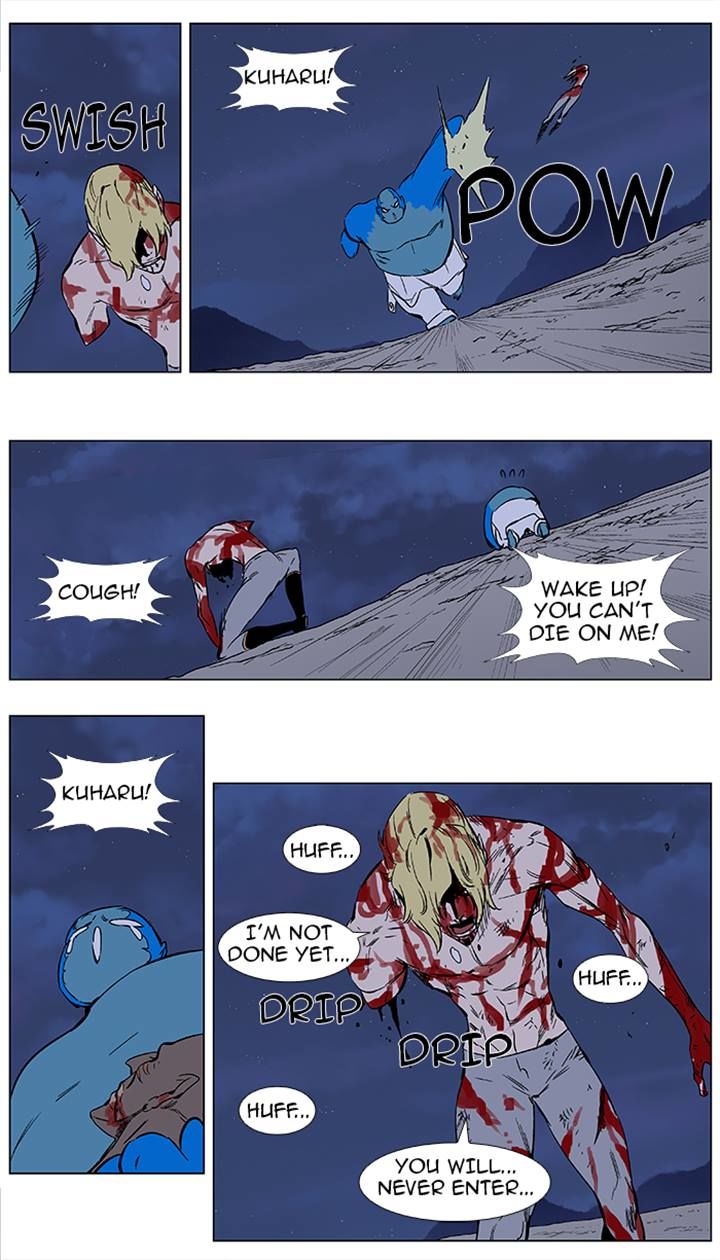 SWISH
KUHARU!
POW
COUGH!
WAKE UP!
YOU CAN'T
DIE ON ME!
KUHARU!
HUFF...
I'M NOT
DONE YET...
HUFF...
DRIP
DRIP
HUFF...
YOU WILL...
NEVER ENTER...